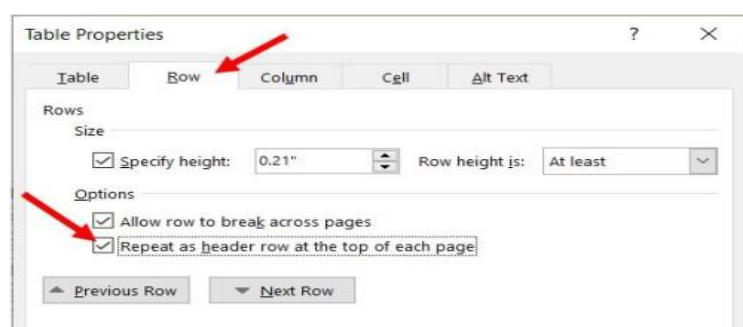 Table Properties
? ×
Table Row Column Cell Alt Text
Rows
Size
Specify height: 0.21" Row height is: At least
Options
Allow row to break across pages
Repeat as header row at the top of each page
Previous Row Next Row